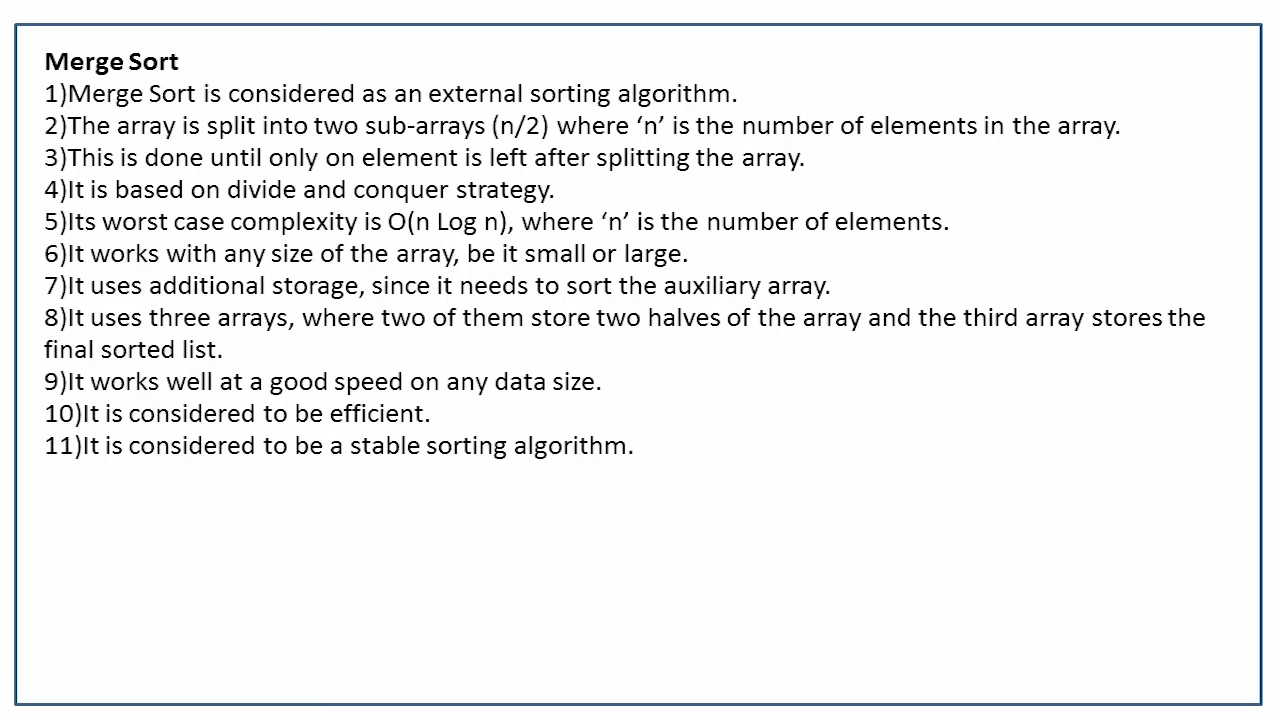 Merge Sort
1)Merge Sort is considered as an external sorting algorithm.
2)The array is split into two sub-arrays (n/2) where ‘n’ is the number of elements in the array.
3)This is done until only on element is left after splitting the array.
4)It is based on divide and conquer strategy.
5)Its worst case complexity is O(n Log n), where ‘n’ is the number of elements.
6)It works with any size of the array, be it small or large.
7)It uses additional storage, since it needs to sort the auxiliary array.
8)It uses three arrays, where two of them store two halves of the array and the third array stores the
final sorted list.
9)It works well at a good speed on any data size.
10)It is considered to be efficient.
11)It is considered to be a stable sorting algorithm.